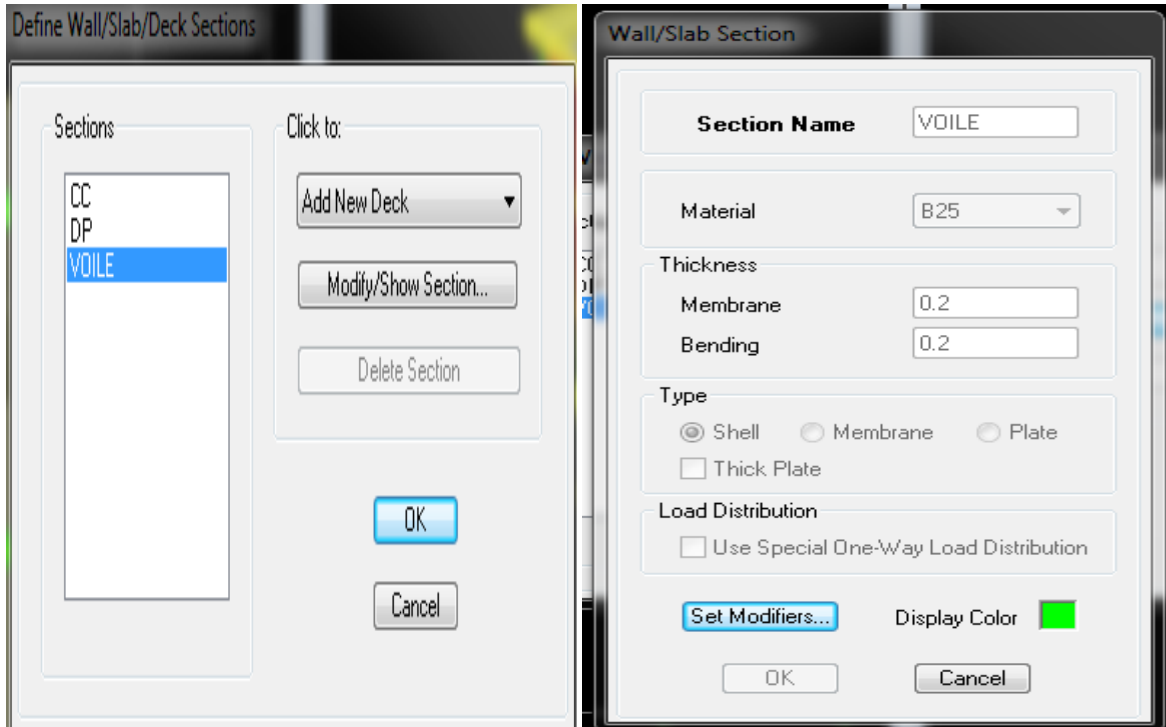 Define Wall/Slab/Deck Sections
Sections
CC
DP
VOILE
Click to:
Add New Deck
Modify/Show Section...
Delete Section
OK
Cancel
Wall/Slab Section
Section Name VOILE
Material B25
Thickness
Membrane 0.2
Bending 0.2
Type
Shell Membrane Plate
Thick Plate
Load Distribution
Use Special One-Way Load Distribution
Set Modifiers... Display Color
OK Cancel